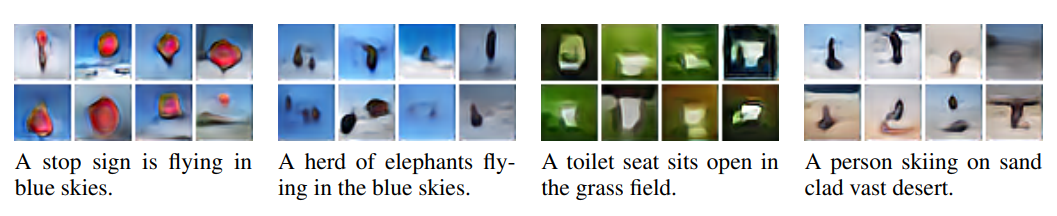 A stop sign is flying in
blue skies.
A herd of elephants fly-
ing in the blue skies.
A toilet seat sits open in
the grass field.
A person skiing on sand
clad vast desert.